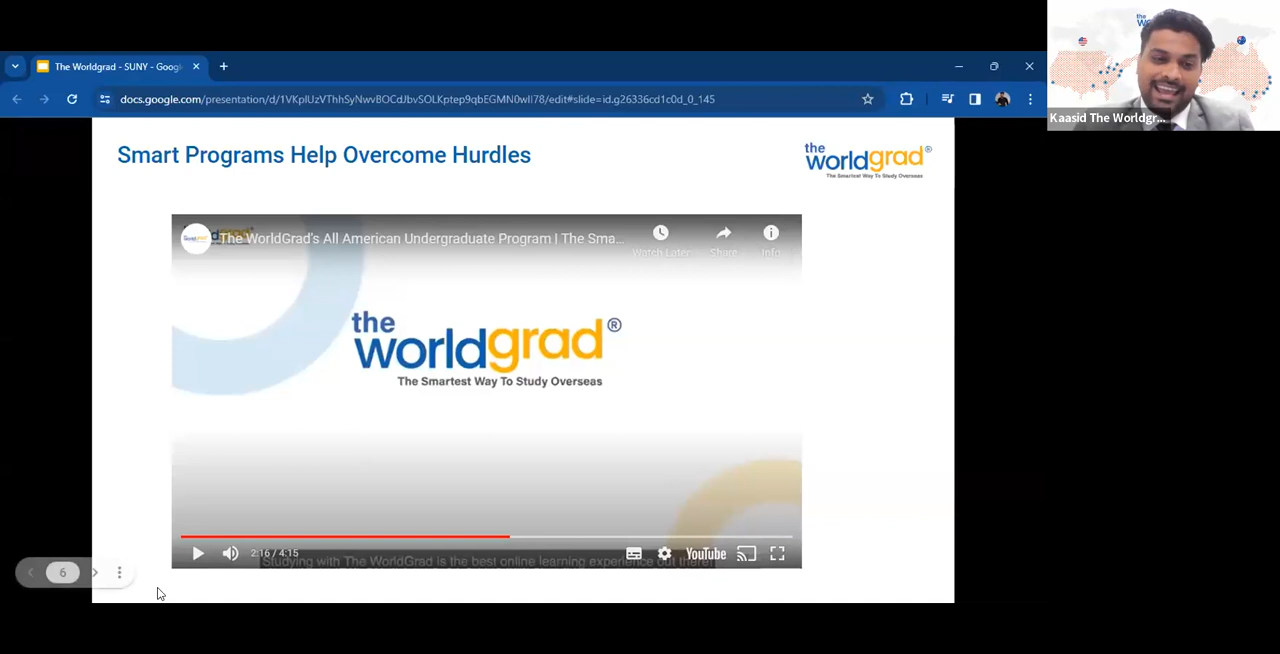 The Worldgrad - SUNY - Goog
docs.google.com/presentation/d/1VKplUzVThhSyNwvBOCdJbvSOLKptep9qbEGMN0wlI78/edit#slide=id.g26336cd1c0d_0_145
Kaasid The Worldgr...
Smart Programs Help Overcome Hurdles
the
worldgrad®
The Smartest Way To Study Overseas
The WorldGrad's All American Undergraduate Program | The Sma...
Watch Later
Share
Info
the
worldgrad®
The Smartest Way To Study Overseas
2:16 / 4:15
YouTube
Studying with The WorldGrad is the best online learning experience out there!
6